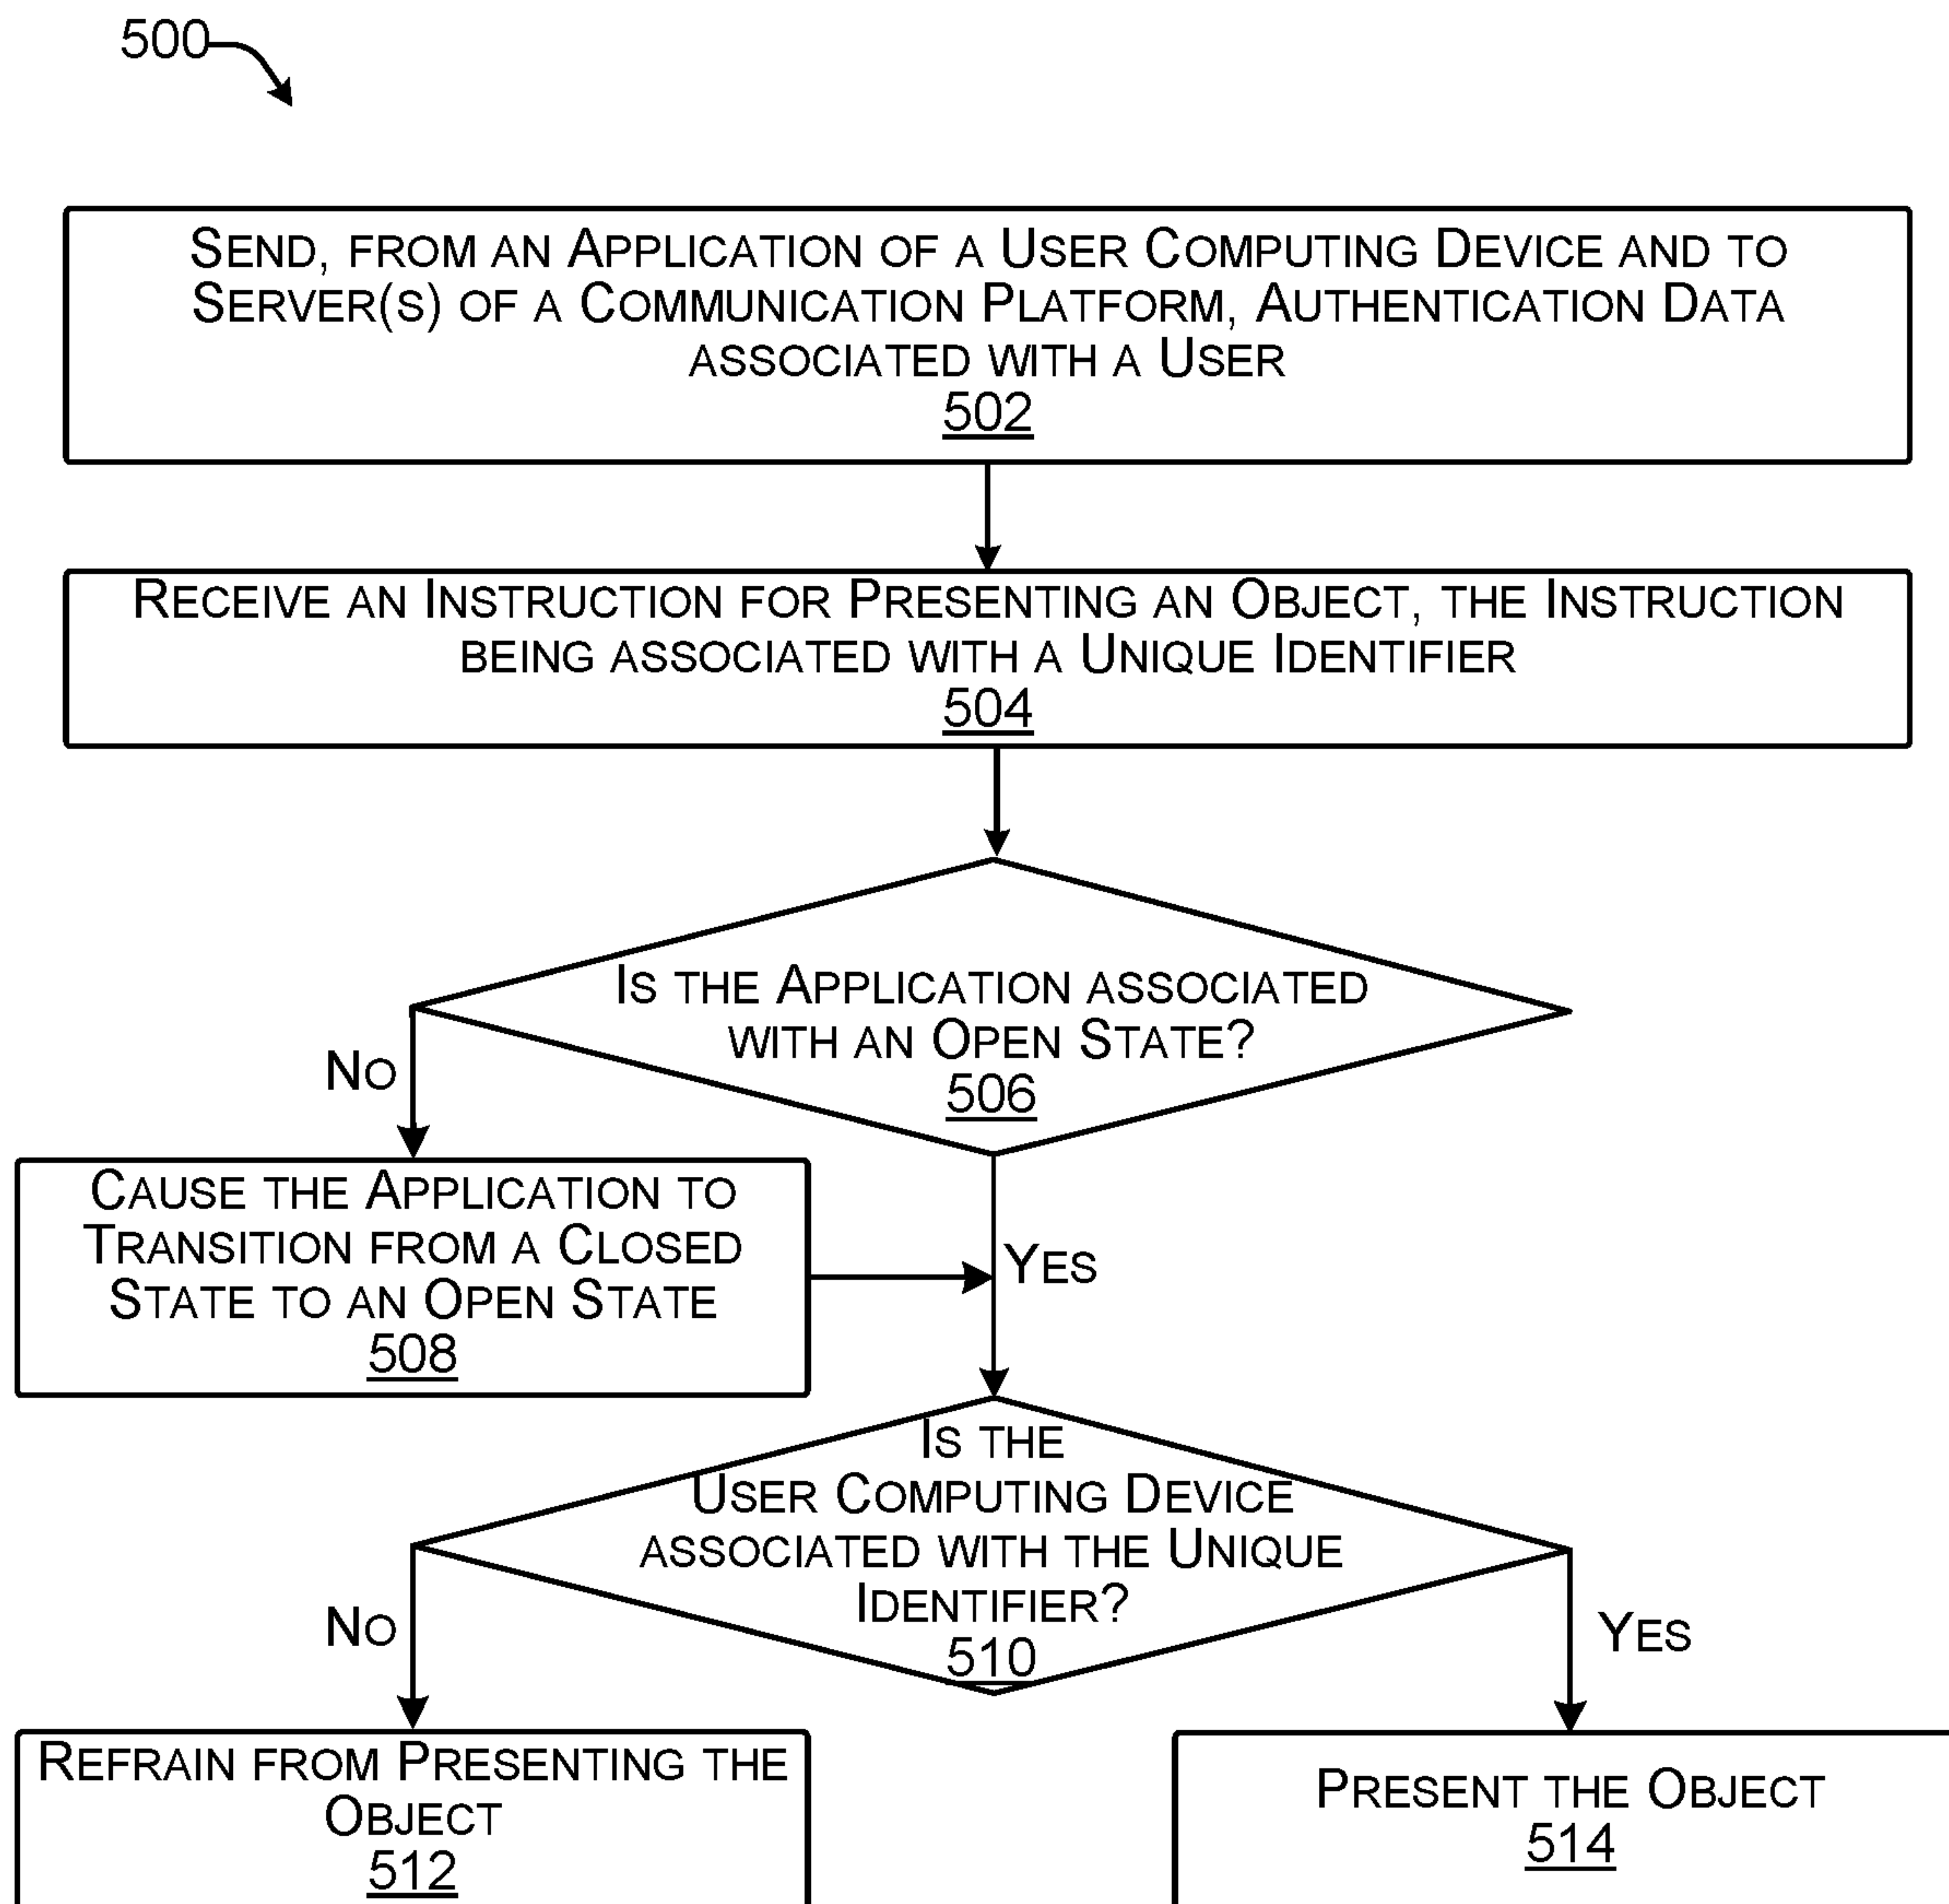 500
Send, from an Application of a User Computing Device and to
Server(s) of a Communication Platform, Authentication Data
associated with a User
502
Receive an Instruction for Presenting an Object, the Instruction
being associated with a Unique Identifier
504
Is the Application associated
with an Open State?
506
No
Cause the Application to
Transition from a Closed
State to an Open State
508
Yes
Is the
User Computing Device
associated with the Unique
Identifier?
510
No
Yes
Refrain from Presenting the
Object
512
Present the Object
514